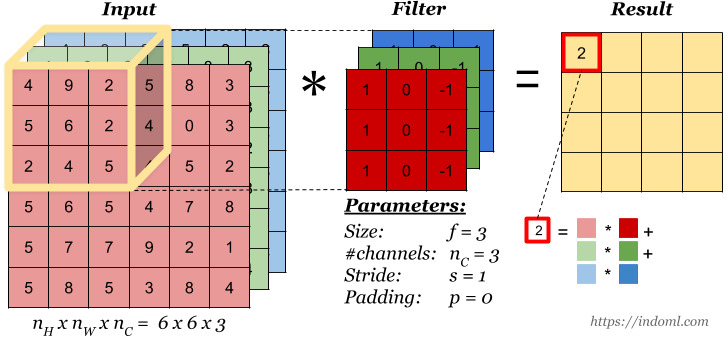 Input
Filter
Result
*
=
4 9 2 5 8 3
5 6 2 4 0 3
2 4 5 4 5 2
5 6 5 4 7 8
5 7 7 9 2 1
5 8 5 3 8 4
1 0 -1
1 0 -1
1 0 -1
2
n_H x n_W x n_C = 6 x 6 x 3
Parameters:
Size: f = 3
#channels: n_C = 3
Stride: s = 1
Padding: p = 0
2 = * +
* +
*
https://indoml.com